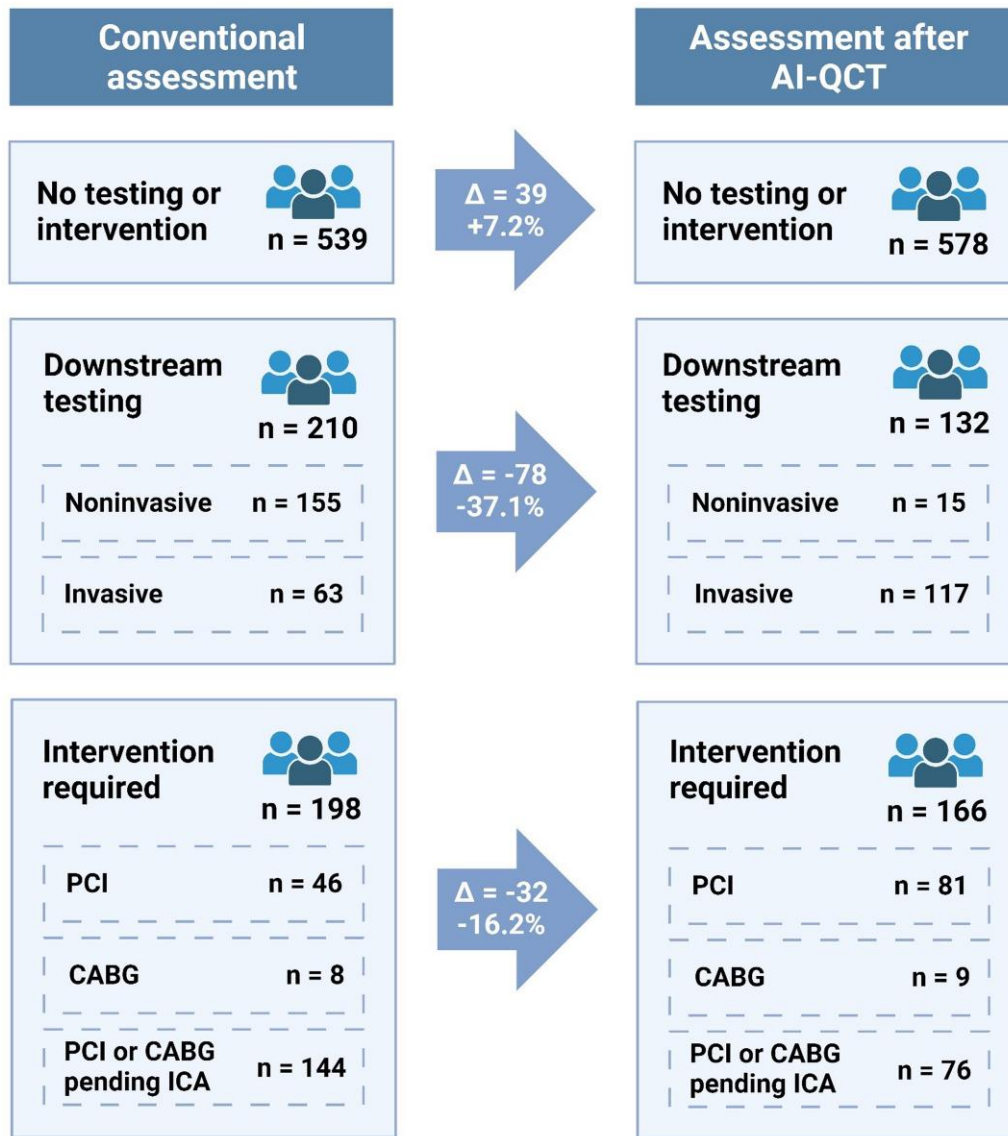 Conventional
assessment
Assessment after
AI-QCT
No testing or
intervention
n = 539
Δ = 39
+7.2%
No testing or
intervention
n = 578
Downstream
testing
n = 210
Noninvasive n = 155
Invasive n = 63
Δ = -78
-37.1%
Downstream
testing
n = 132
Noninvasive n = 15
Invasive n = 117
Intervention
required
n = 198
PCI n = 46
CABG n = 8
PCI or CABG
pending ICA n = 144
Δ = -32
-16.2%
Intervention
required
n = 166
PCI n = 81
CABG n = 9
PCI or CABG
pending ICA n = 76